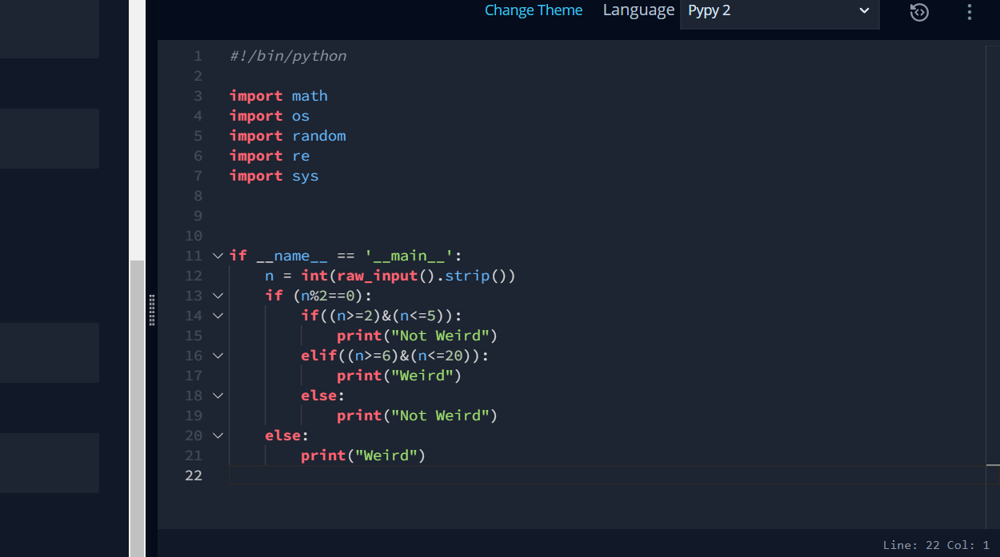 Change Theme Language Pypy 2
1 #!/bin/python
2
3 import math
4 import os
5 import random
6 import re
7 import sys
8
9
10
11 if __name__ == '__main__':
12     n = int(raw_input().strip())
13     if (n%2==0):
14         if((n>=2)&(n<=5)):
15             print("Not Weird")
16         elif((n>=6)&(n<=20)):
17             print("Weird")
18         else:
19             print("Not Weird")
20     else:
21         print("Weird")
22
Line: 22 Col: 1